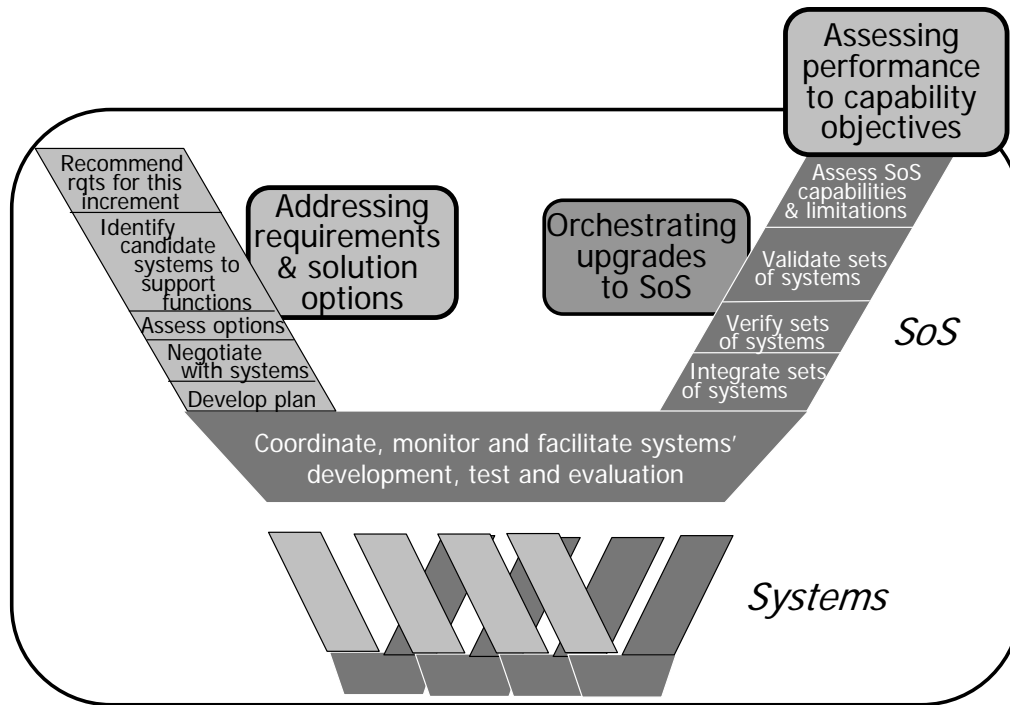 Assessing
performance
to capability
objectives
Recommend
rqts for this
increment
Identify
candidate
systems to
support
functions
Assess options
Negotiate
with systems
Develop plan
Addressing
requirements
& solution
options
Orchestrating
upgrades
to SoS
Assess SoS
capabilities
& limitations
Validate sets
of systems
Verify sets
of systems
Integrate sets
of systems
SoS
Coordinate, monitor and facilitate systems’
development, test and evaluation
Systems